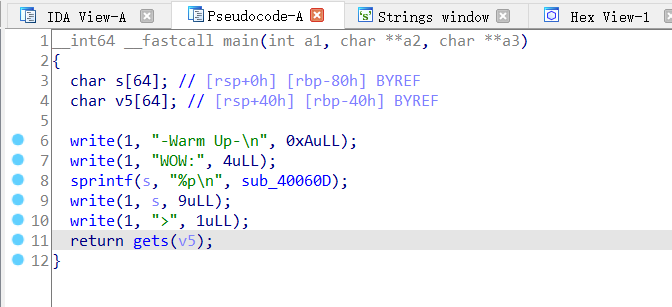 IDA View-A Pseudocode-A Strings window Hex View-1
1 __int64 __fastcall main(int a1, char **a2, char **a3)
2 {
3 char s[64]; // [rsp+0h] [rbp-80h] BYREF
4 char v5[64]; // [rsp+40h] [rbp-40h] BYREF
5
6 write(1, "-Warm Up-\n", 0xAuLL);
7 write(1, "WOW:", 4uLL);
8 sprintf(s, "%p\n", sub_40060D);
9 write(1, s, 9uLL);
10 write(1, ">", 1uLL);
11 return gets(v5);
12 }